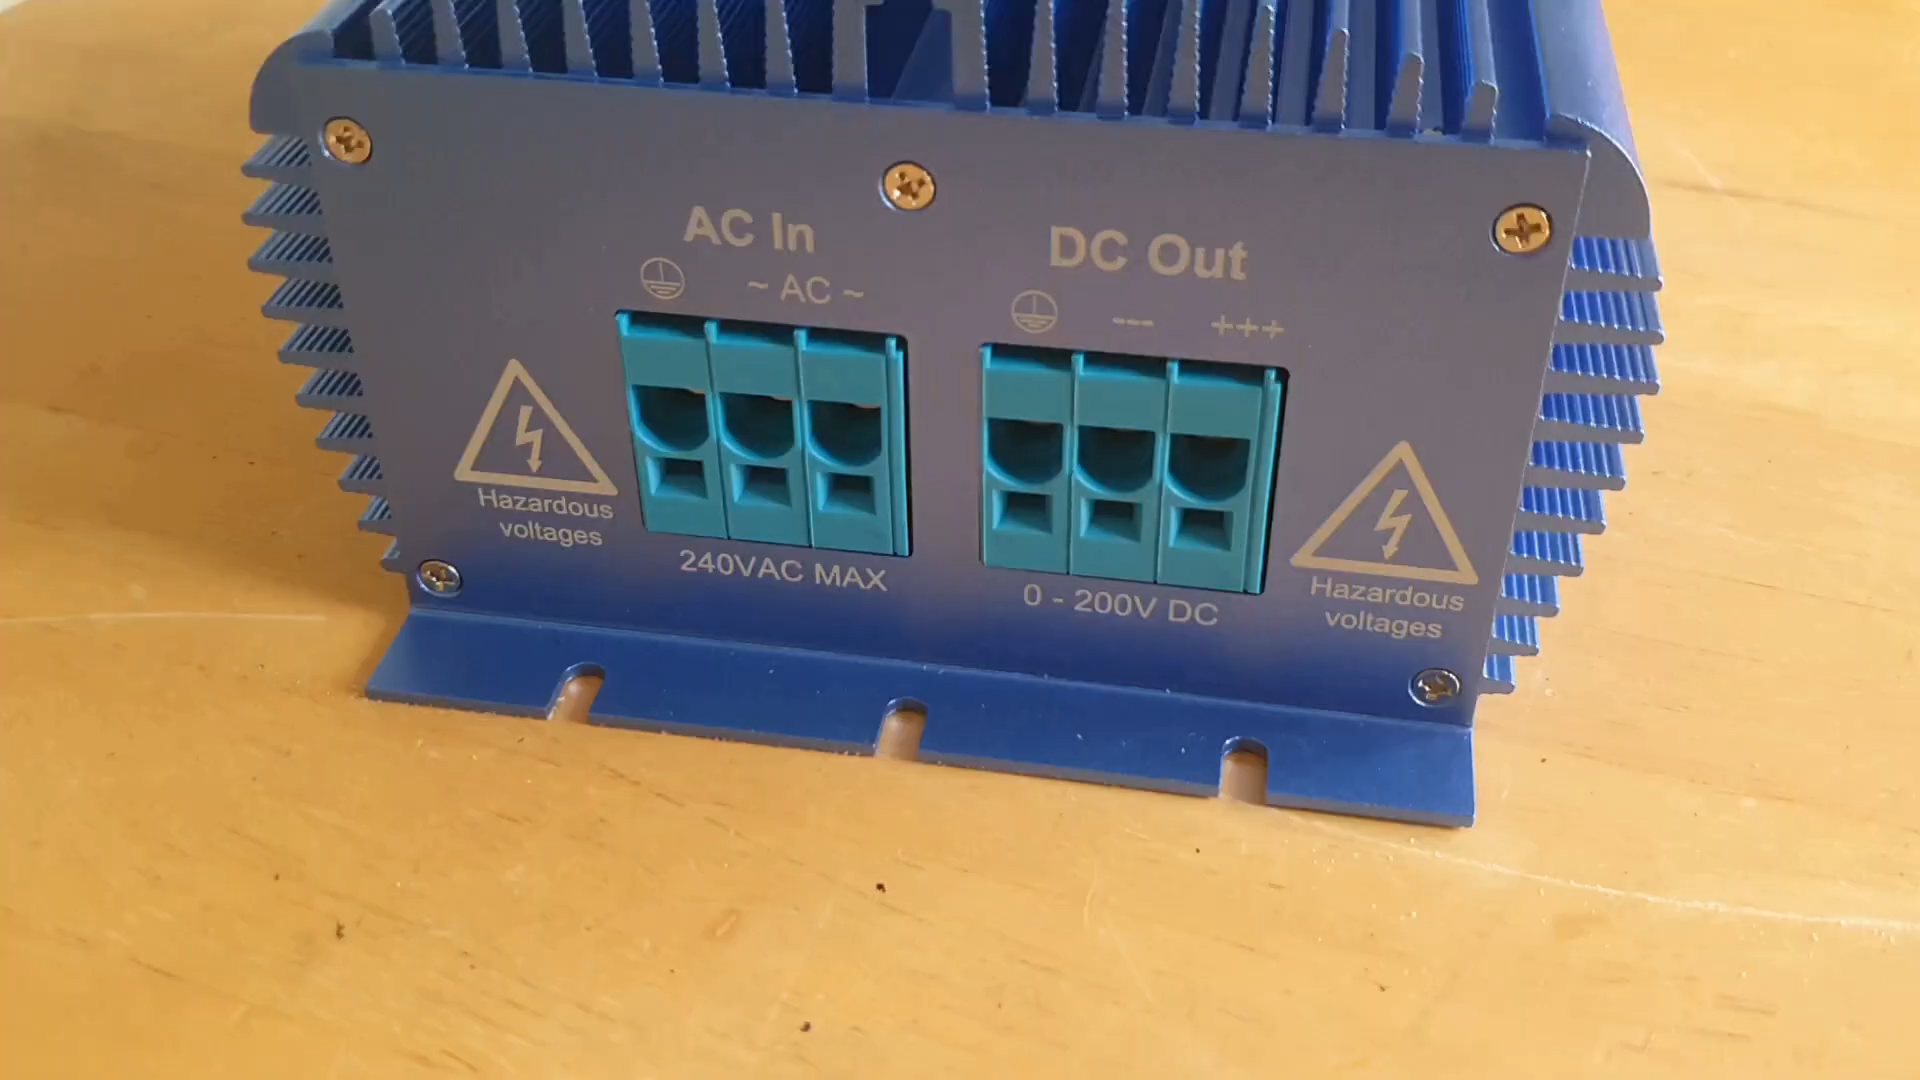 AC In
~ AC ~
240VAC MAX
DC Out
--- +++
0 - 200V DC
Hazardous
voltages
Hazardous
voltages